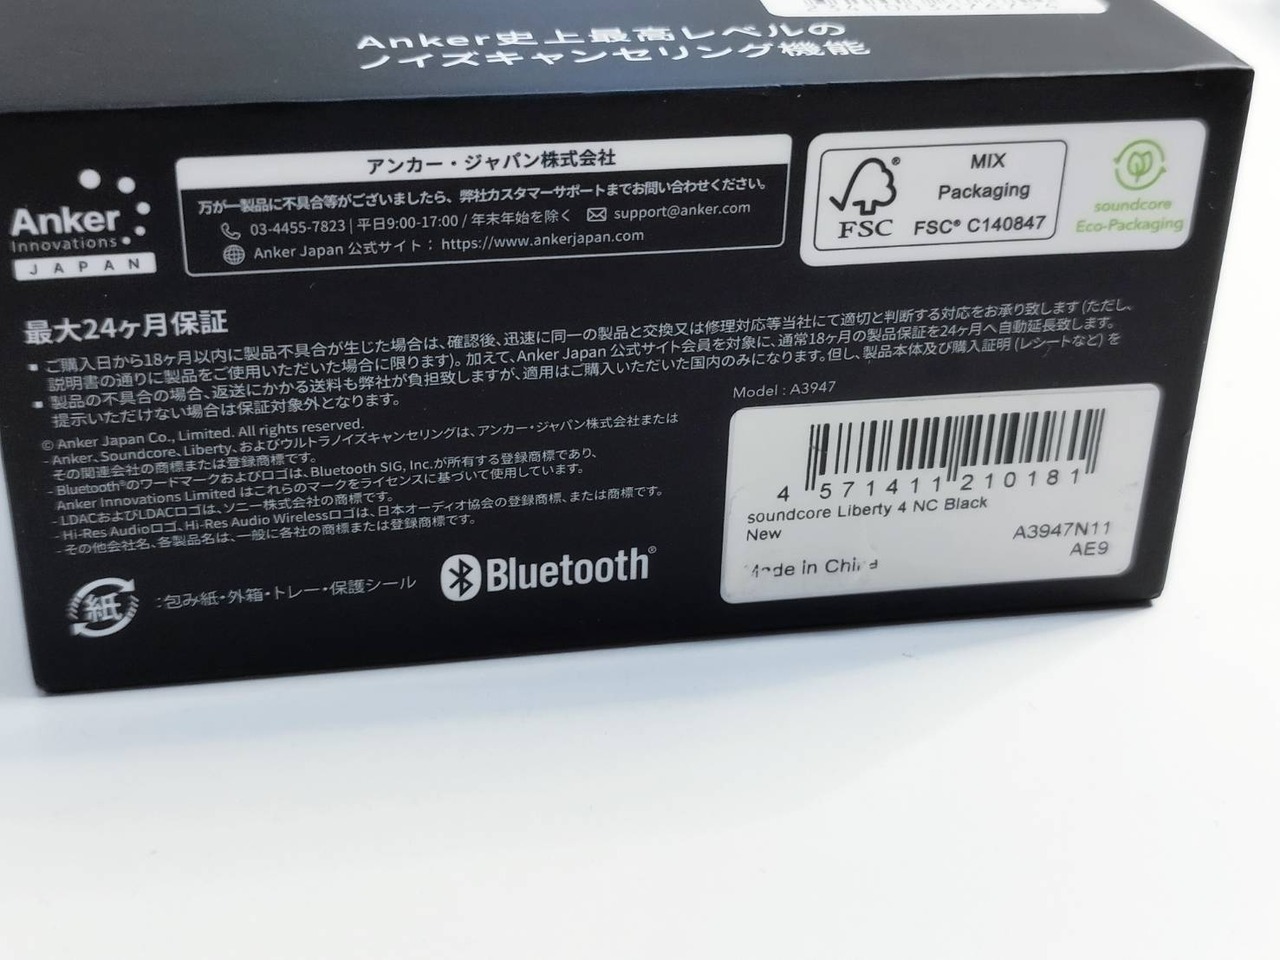 Anker史上最高レベルの
ノイズキャンセリング機能
Anker
Innovations
JAPAN
アンカー・ジャパン株式会社
万が一製品に不具合等がございましたら、弊社カスタマーサポートまでお問い合わせください。
03-4455-7823 | 平日9:00-17:00 / 年末年始を除く support@anker.com
Anker Japan 公式サイト： https://www.ankerjapan.com
FSC®
MIX
Packaging
FSC® C140847
soundcore
Eco-Packaging
最大24ヶ月保証
▪ ご購入日から18ヶ月以内に製品不具合が生じた場合は、確認後、迅速に同一の製品と交換又は修理対応等当社にて適切と判断する対応をお承り致します (ただし、
説明書の通りに製品をご使用いただいた場合に限ります)。加えて、Anker Japan 公式サイト会員を対象に、通常18ヶ月の製品保証を24ヶ月へ自動延長致します。
▪ 製品の不具合の場合、返送にかかる送料も弊社が負担致しますが、適用はご購入いただいた国内のみになります。但し、製品本体及び購入証明 (レシートなど) を
提示いただけない場合は保証対象外となります。
© Anker Japan Co., Limited. All rights reserved.
- Anker、Soundcore、Liberty、およびウルトラノイズキャンセリングは、アンカー・ジャパン株式会社または
その関連会社の商標または登録商標です。
- Bluetooth®のワードマークおよびロゴは、Bluetooth SIG, Inc.が所有する登録商標であり、
Anker Innovations Limited はこれらのマークをライセンスに基づいて使用しています。
- LDACおよびLDACロゴは、ソニー株式会社の商標です。
- Hi-Res Audioロゴ、Hi-Res Audio Wirelessロゴは、日本オーディオ協会の登録商標、または商標です。
- その他会社名、各製品名は、一般に各社の商標または登録商標です。
紙 :包み紙・外箱・トレー・保護シール
Bluetooth®
Model : A3947
4 571411 210181
soundcore Liberty 4 NC Black
New
A3947N11
AE9
Made in China